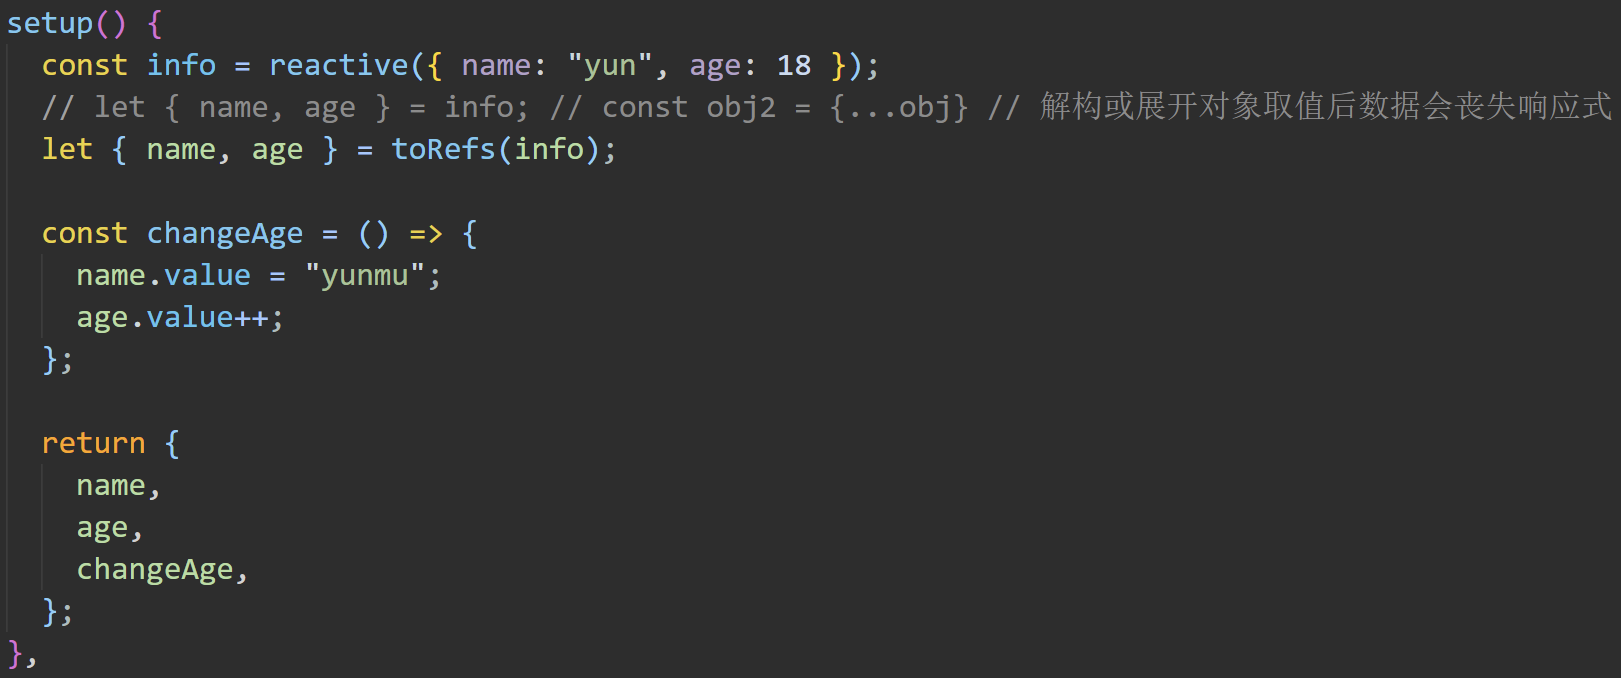 setup() {
const info = reactive({ name: "yun", age: 18 });
// let { name, age } = info; // const obj2 = {...obj} // 解构或展开对象取值后数据会丧失响应式
let { name, age } = toRefs(info);
const changeAge = () => {
name.value = "yunmu";
age.value++;
};
return {
name,
age,
changeAge,
};
},